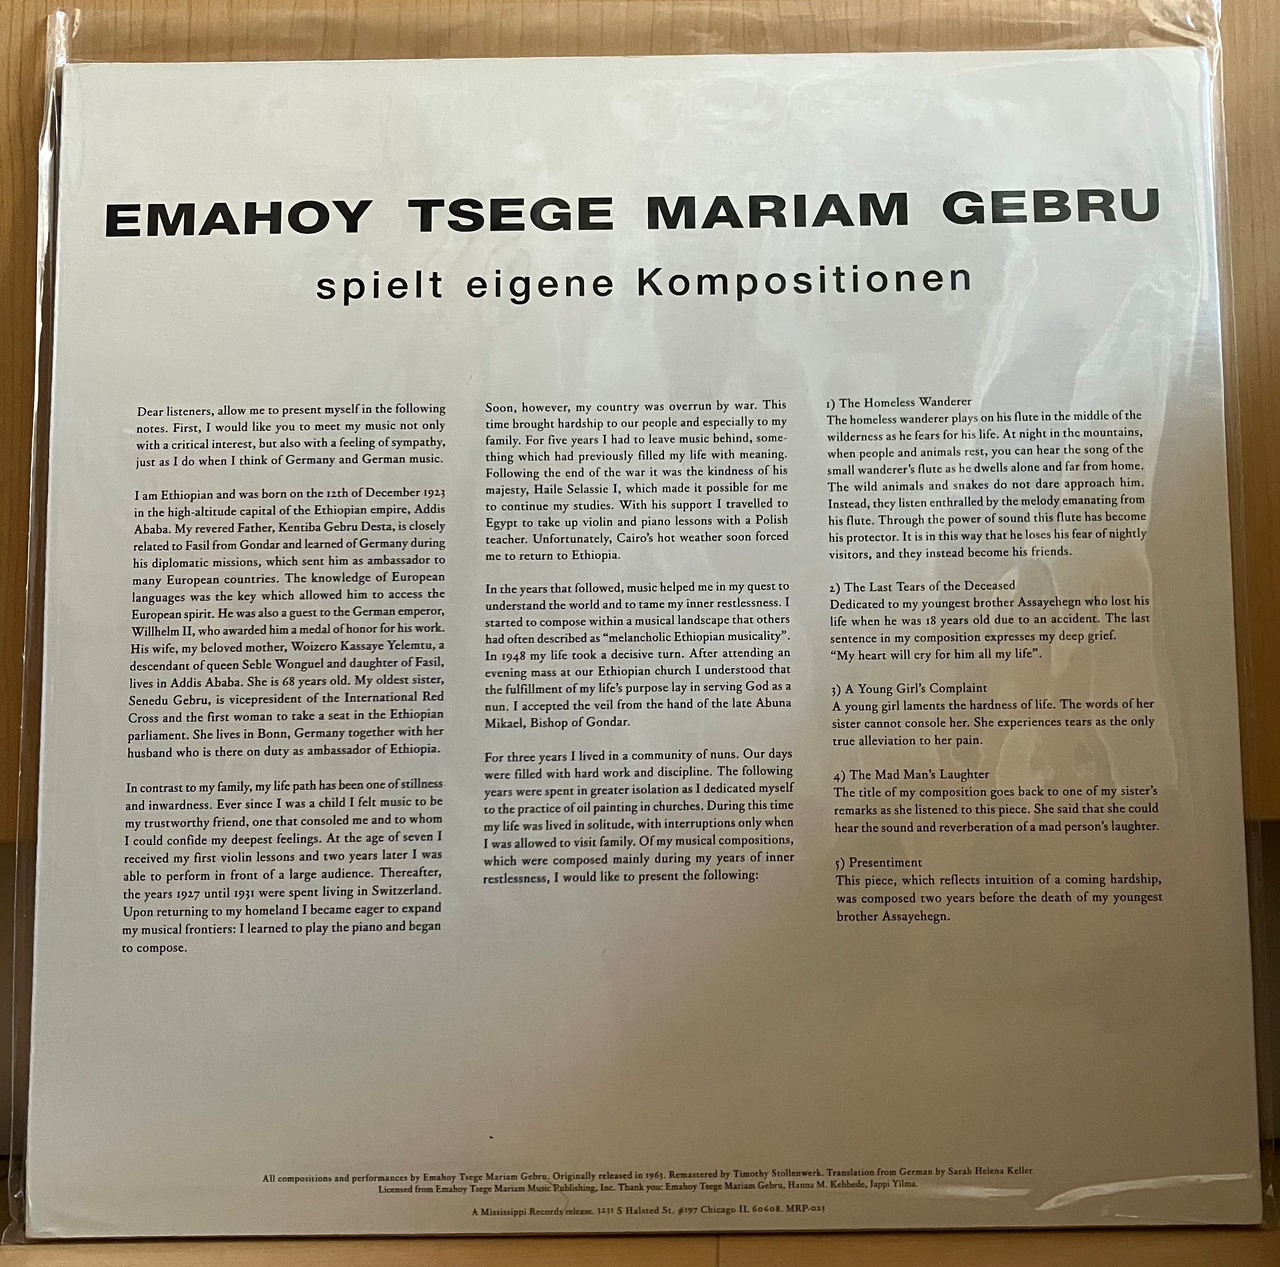 EMAHOY TSEGE MARIAM GEBRU
spielt eigene Kompositionen
Dear listeners, allow me to present myself in the following
notes. First, I would like you to meet my music not only
with a critical interest, but also with a feeling of sympathy,
just as I do when I think of Germany and German music.
I am Ethiopian and was born on the 12th of December 1923
in the high-altitude capital of the Ethiopian empire, Addis
Ababa. My revered Father, Kentiba Gebru Desta, is closely
related to Fasil from Gondar and learned of Germany during
his diplomatic missions, which sent him as ambassador to
many European countries. The knowledge of European
languages was the key which allowed him to access the
European spirit. He was also a guest to the German emperor,
Willhelm II, who awarded him a medal of honor for his work.
His wife, my beloved mother, Woizero Kassaye Yelemtu, a
descendant of queen Seble Wonguel and daughter of Fasil,
lives in Addis Ababa. She is 68 years old. My oldest sister,
Senedu Gebru, is vicepresident of the International Red
Cross and the first woman to take a seat in the Ethiopian
parliament. She lives in Bonn, Germany together with her
husband who is there on duty as ambassador of Ethiopia.
In contrast to my family, my life path has been one of stillness
and inwardness. Ever since I was a child I felt music to be
my trustworthy friend, one that consoled me and to whom
I could confide my deepest feelings. At the age of seven I
received my first violin lessons and two years later I was
able to perform in front of a large audience. Thereafter,
the years 1927 until 1931 were spent living in Switzerland.
Upon returning to my homeland I became eager to expand
my musical frontiers: I learned to play the piano and began
to compose.
Soon, however, my country was overrun by war. This
time brought hardship to our people and especially to my
family. For five years I had to leave music behind, some-
thing which had previously filled my life with meaning.
Following the end of the war it was the kindness of his
majesty, Haile Selassie I, which made it possible for me
to continue my studies. With his support I travelled to
Egypt to take up violin and piano lessons with a Polish
teacher. Unfortunately, Cairo's hot weather soon forced
me to return to Ethiopia.
In the years that followed, music helped me in my quest to
understand the world and to tame my inner restlessness. I
started to compose within a musical landscape that others
had often described as “melancholic Ethiopian musicality”.
In 1948 my life took a decisive turn. After attending an
evening mass at our Ethiopian church I understood that
the fulfillment of my life's purpose lay in serving God as a
nun. I accepted the veil from the hand of the late Abuna
Mikael, Bishop of Gondar.
For three years I lived in a community of nuns. Our days
were filled with hard work and discipline. The following
years were spent in greater isolation as I dedicated myself
to the practice of oil painting in churches. During this time
my life was lived in solitude, with interruptions only when
I was allowed to visit family. Of my musical compositions,
which were composed mainly during my years of inner
restlessness, I would like to present the following:
1) The Homeless Wanderer
The homeless wanderer plays on his flute in the middle of the
wilderness as he fears for his life. At night in the mountains,
when people and animals rest, you can hear the song of the
small wanderer's flute as he dwells alone and far from home.
The wild animals and snakes do not dare approach him.
Instead, they listen enthralled by the melody emanating from
his flute. Through the power of sound this flute has become
his protector. It is in this way that he loses his fear of nightly
visitors, and they instead become his friends.
2) The Last Tears of the Deceased
Dedicated to my youngest brother Assayehegn who lost his
life when he was 18 years old due to an accident. The last
sentence in my composition expresses my deep grief.
“My heart will cry for him all my life”.
3) A Young Girl's Complaint
A young girl laments the hardness of life. The words of her
sister cannot console her. She experiences tears as the only
true alleviation to her pain.
4) The Mad Man's Laughter
The title of my composition goes back to one of my sister's
remarks as she listened to this piece. She said that she could
hear the sound and reverberation of a mad person's laughter.
5) Presentiment
This piece, which reflects intuition of a coming hardship,
was composed two years before the death of my youngest
brother Assayehegn.
All compositions and performances by Emahoy Tsege Mariam Gebru. Originally released in 1963. Remastered by Timothy Stollenwerk. Translation from German by Sarah Helena Keller.
Licensed from Emahoy Tsege Mariam Music Publishing, Inc. Thank you: Emahoy Tsege Mariam Gebru, Hanna M. Kebbede, Jappi Yilma.
A Mississippi Records release. 3231 S Halsted St. #197 Chicago IL 60608. MRP-023